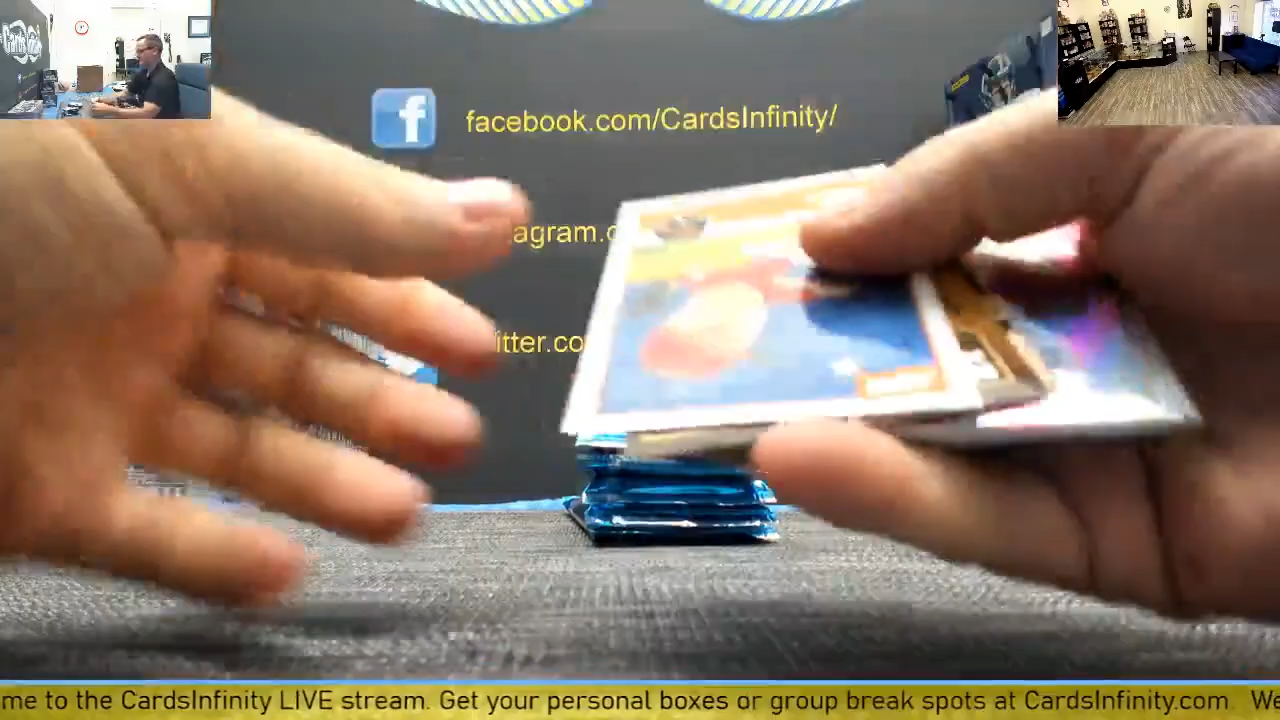 facebook.com/CardsInfinity/
agram.c
itter.co
me to the CardsInfinity LIVE stream. Get your personal boxes or group break spots at CardsInfinity.com. We